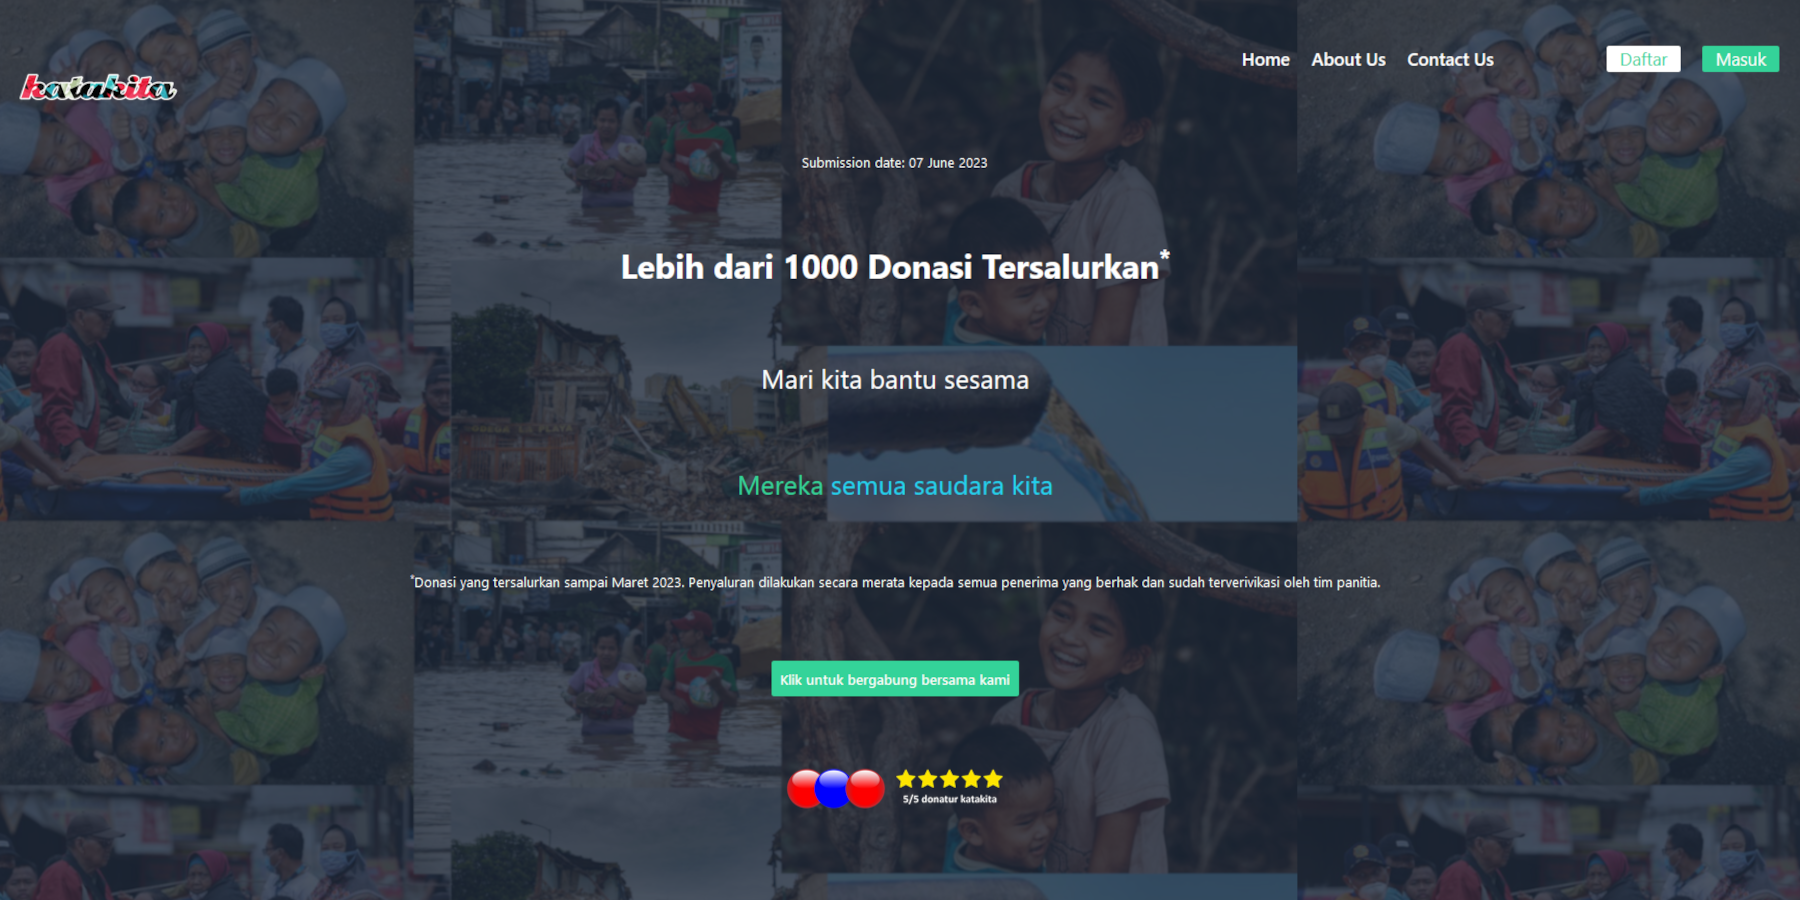 katakita
Home About Us Contact Us Daftar Masuk
Submission date: 07 June 2023
Lebih dari 1000 Donasi Tersalurkan*
Mari kita bantu sesama
Mereka semua saudara kita
*Donasi yang tersalurkan sampai Maret 2023. Penyaluran dilakukan secara merata kepada semua penerima yang berhak dan sudah terverivikasi oleh tim panitia.
Klik untuk bergabung bersama kami
5/5 donatur katakita